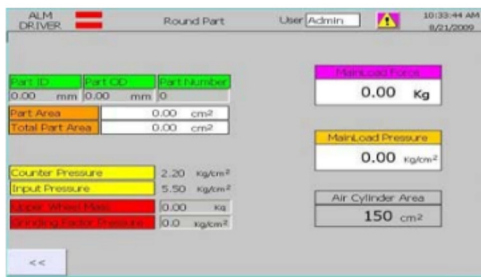 ALM DRIVER
Round Part
User Admin
10:33:44 AM
8/21/2009
Part ID Part OD Part Number
0.00 mm 0.00 mm 0
Part Area 0.00 cm²
Total Part Area 0.00 cm²
Counter Pressure 2.20 Kg/cm²
Input Pressure 5.50 Kg/cm²
Upper Wheel Mass 0.00 Kg
Grinding Factor Pressure 0.0 Kg/cm²
MainLoad Force
0.00 Kg
MainLoad Pressure
0.00 Kg/cm²
Air Cylinder Area
150 cm²
<<